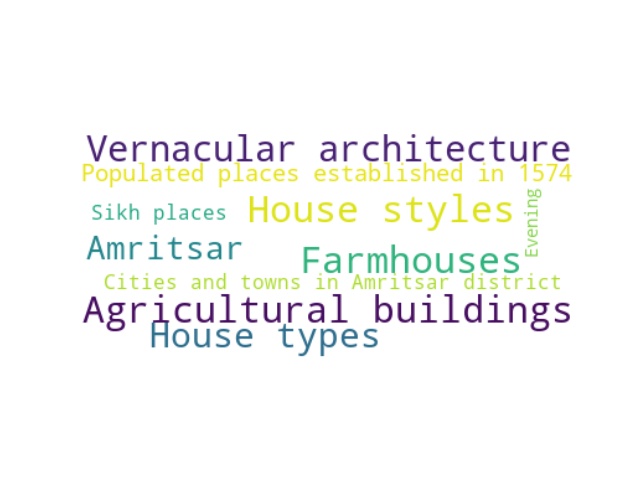 Vernacular architecture
Populated places established in 1574
Sikh places
House styles
Evening
Amritsar
Farmhouses
Cities and towns in Amritsar district
Agricultural buildings
House types